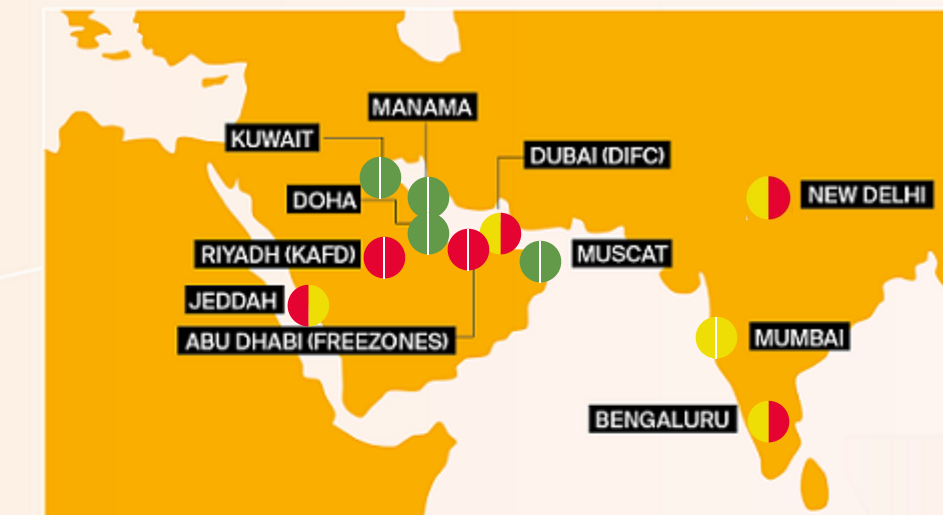 MANAMA
KUWAIT
DUBAI (DIFC)
DOHA
NEW DELHI
RIYADH (KAFD)
MUSCAT
JEDDAH
ABU DHABI (FREEZONES)
MUMBAI
BENGALURU